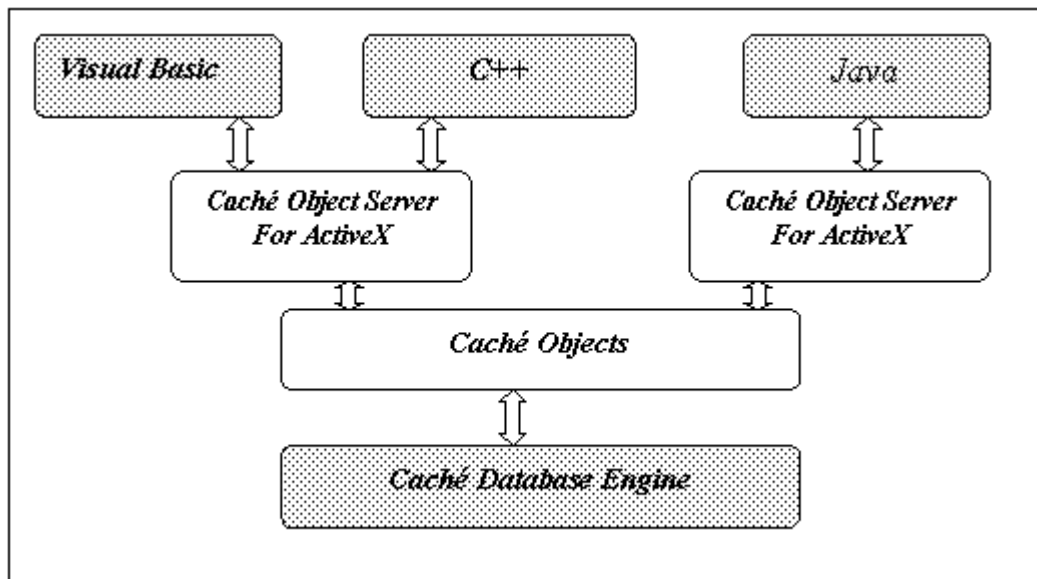 Visual Basic
C++
Java
Caché Object Server
For ActiveX
Caché Object Server
For ActiveX
Caché Objects
Caché Database Engine